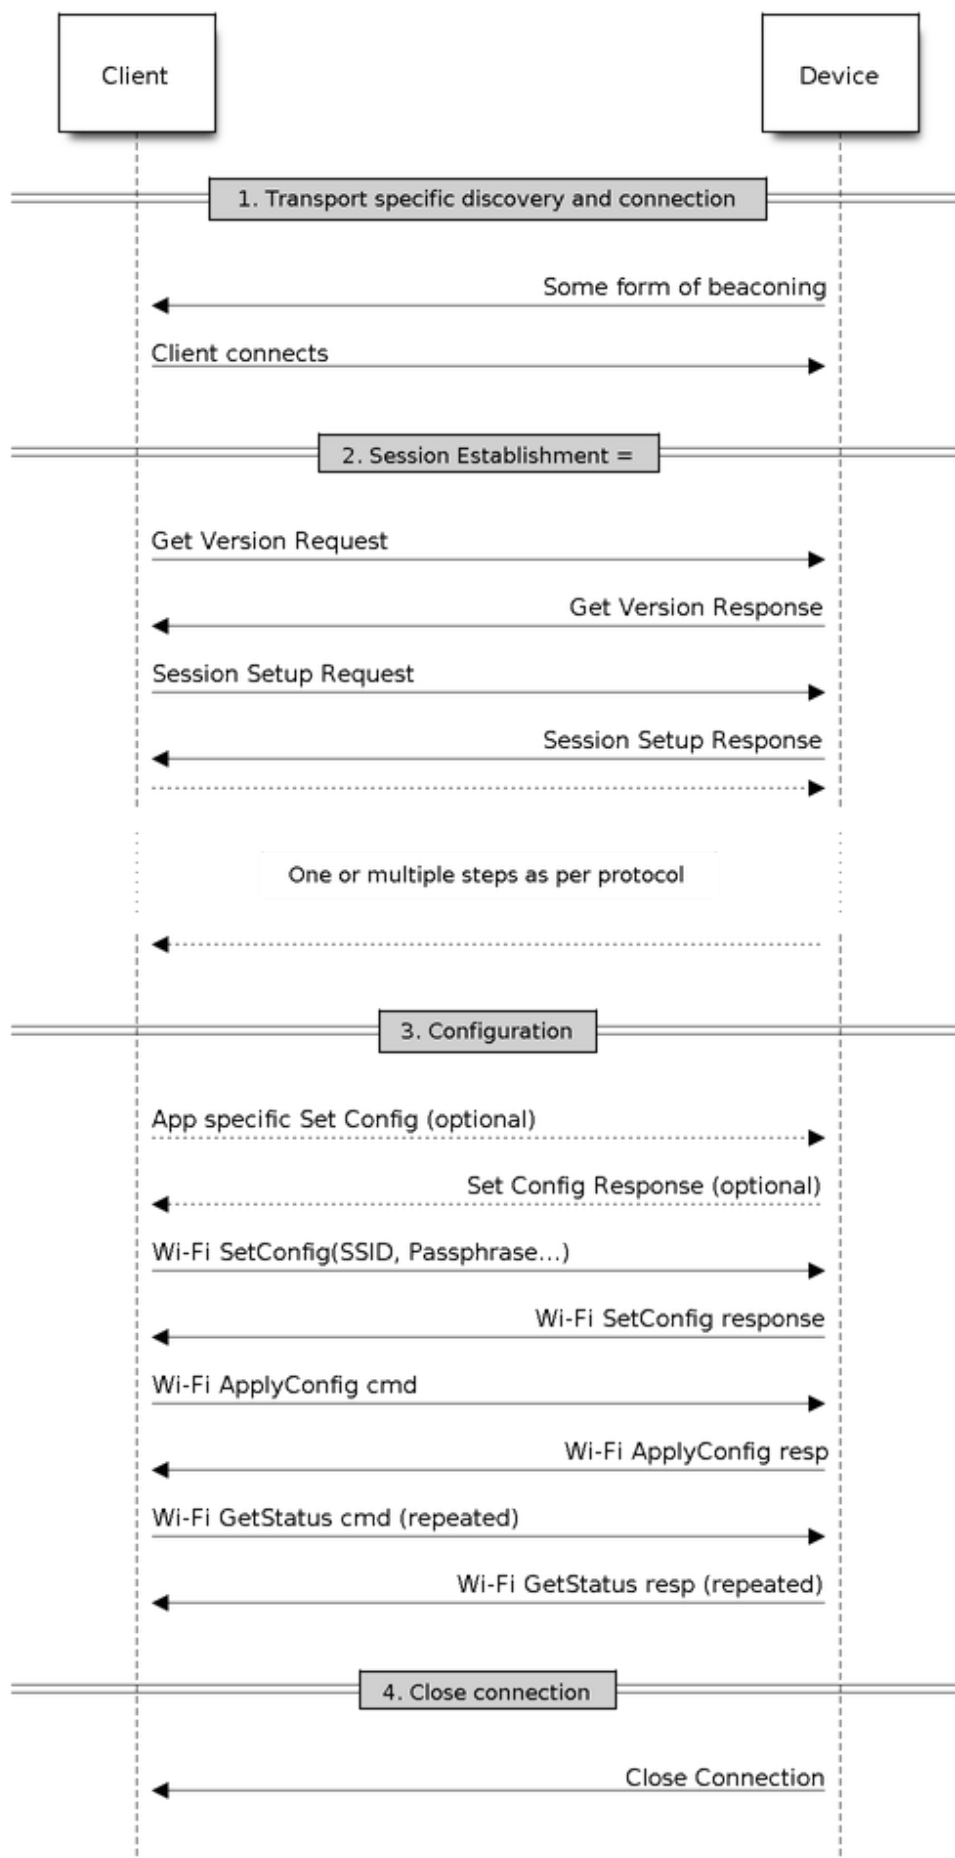 Client
Device
1. Transport specific discovery and connection
Some form of beaconing
Client connects
2. Session Establishment =
Get Version Request
Get Version Response
Session Setup Request
Session Setup Response
One or multiple steps as per protocol
3. Configuration
App specific Set Config (optional)
Set Config Response (optional)
Wi-Fi SetConfig(SSID, Passphrase...)
Wi-Fi SetConfig response
Wi-Fi ApplyConfig cmd
Wi-Fi ApplyConfig resp
Wi-Fi GetStatus cmd (repeated)
Wi-Fi GetStatus resp (repeated)
4. Close connection
Close Connection